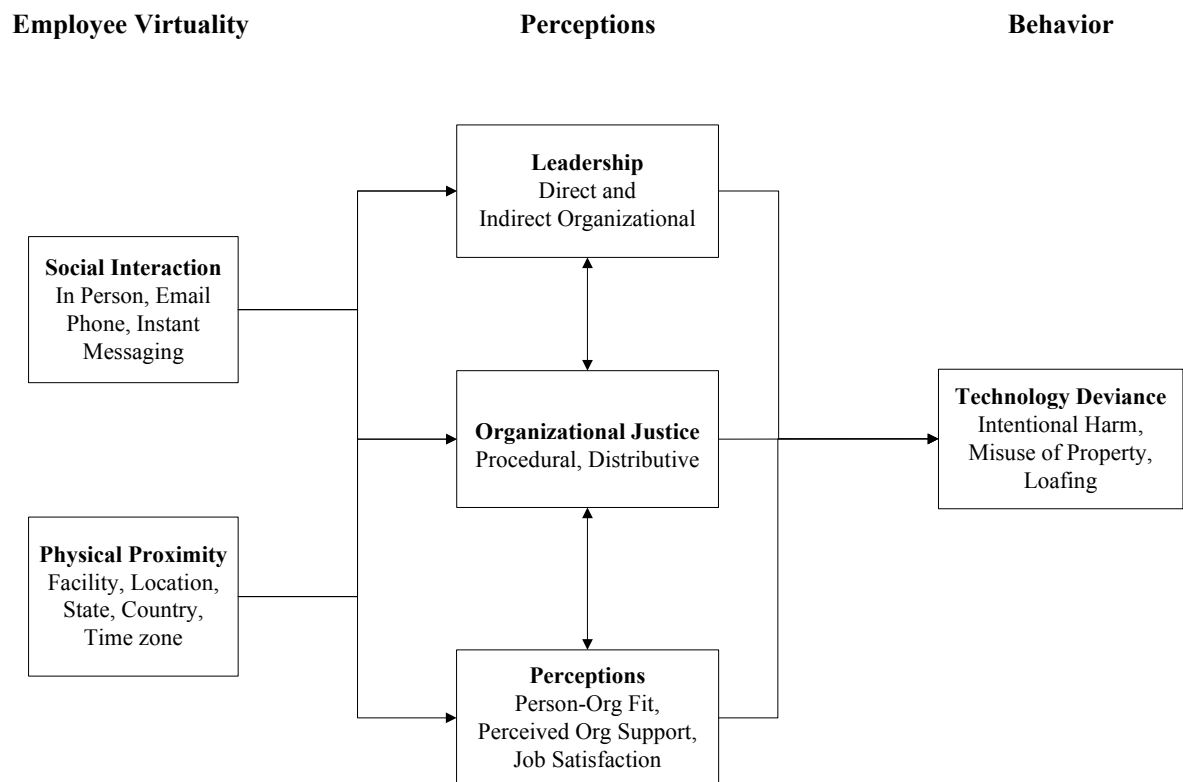 Employee Virtuality
Perceptions
Behavior
Leadership
Direct and
Indirect Organizational
Social Interaction
In Person, Email
Phone, Instant
Messaging
Organizational Justice
Procedural, Distributive
Technology Deviance
Intentional Harm,
Misuse of Property,
Loafing
Physical Proximity
Facility, Location,
State, Country,
Time zone
Perceptions
Person-Org Fit,
Perceived Org Support,
Job Satisfaction